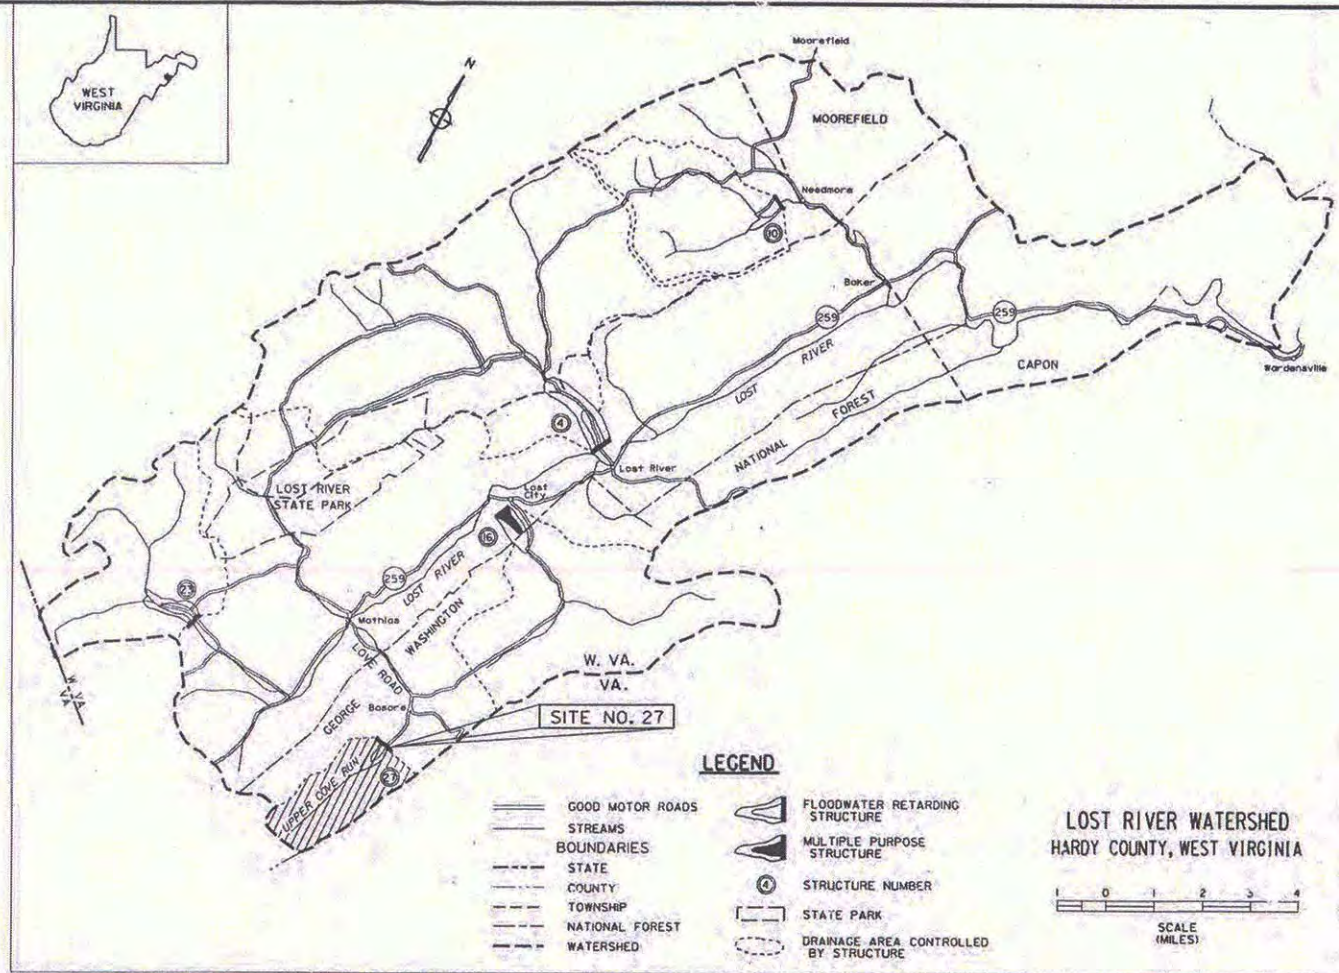 WEST
VIRGINIA
N
Moorefield
MOOREFIELD
Needmore
10
Baker
259
259
LOST RIVER
CAPON
FOREST
NATIONAL
Wardensville
4
Lost River
Lost
City
LOST RIVER
STATE PARK
16
259
LOST RIVER
23
Mathias
WASHINGTON
LOVE ROAD
W. VA.
VA.
W. VA.
VA.
Basore
GEORGE
SITE NO. 27
UPPER COVE RUN
27
LEGEND
GOOD MOTOR ROADS
STREAMS
BOUNDARIES
STATE
COUNTY
TOWNSHIP
NATIONAL FOREST
WATERSHED
FLOODWATER RETARDING
STRUCTURE
MULTIPLE PURPOSE
STRUCTURE
4
STRUCTURE NUMBER
STATE PARK
DRAINAGE AREA CONTROLLED
BY STRUCTURE
LOST RIVER WATERSHED
HARDY COUNTY, WEST VIRGINIA
1 0 1 2 3 4
SCALE
(MILES)